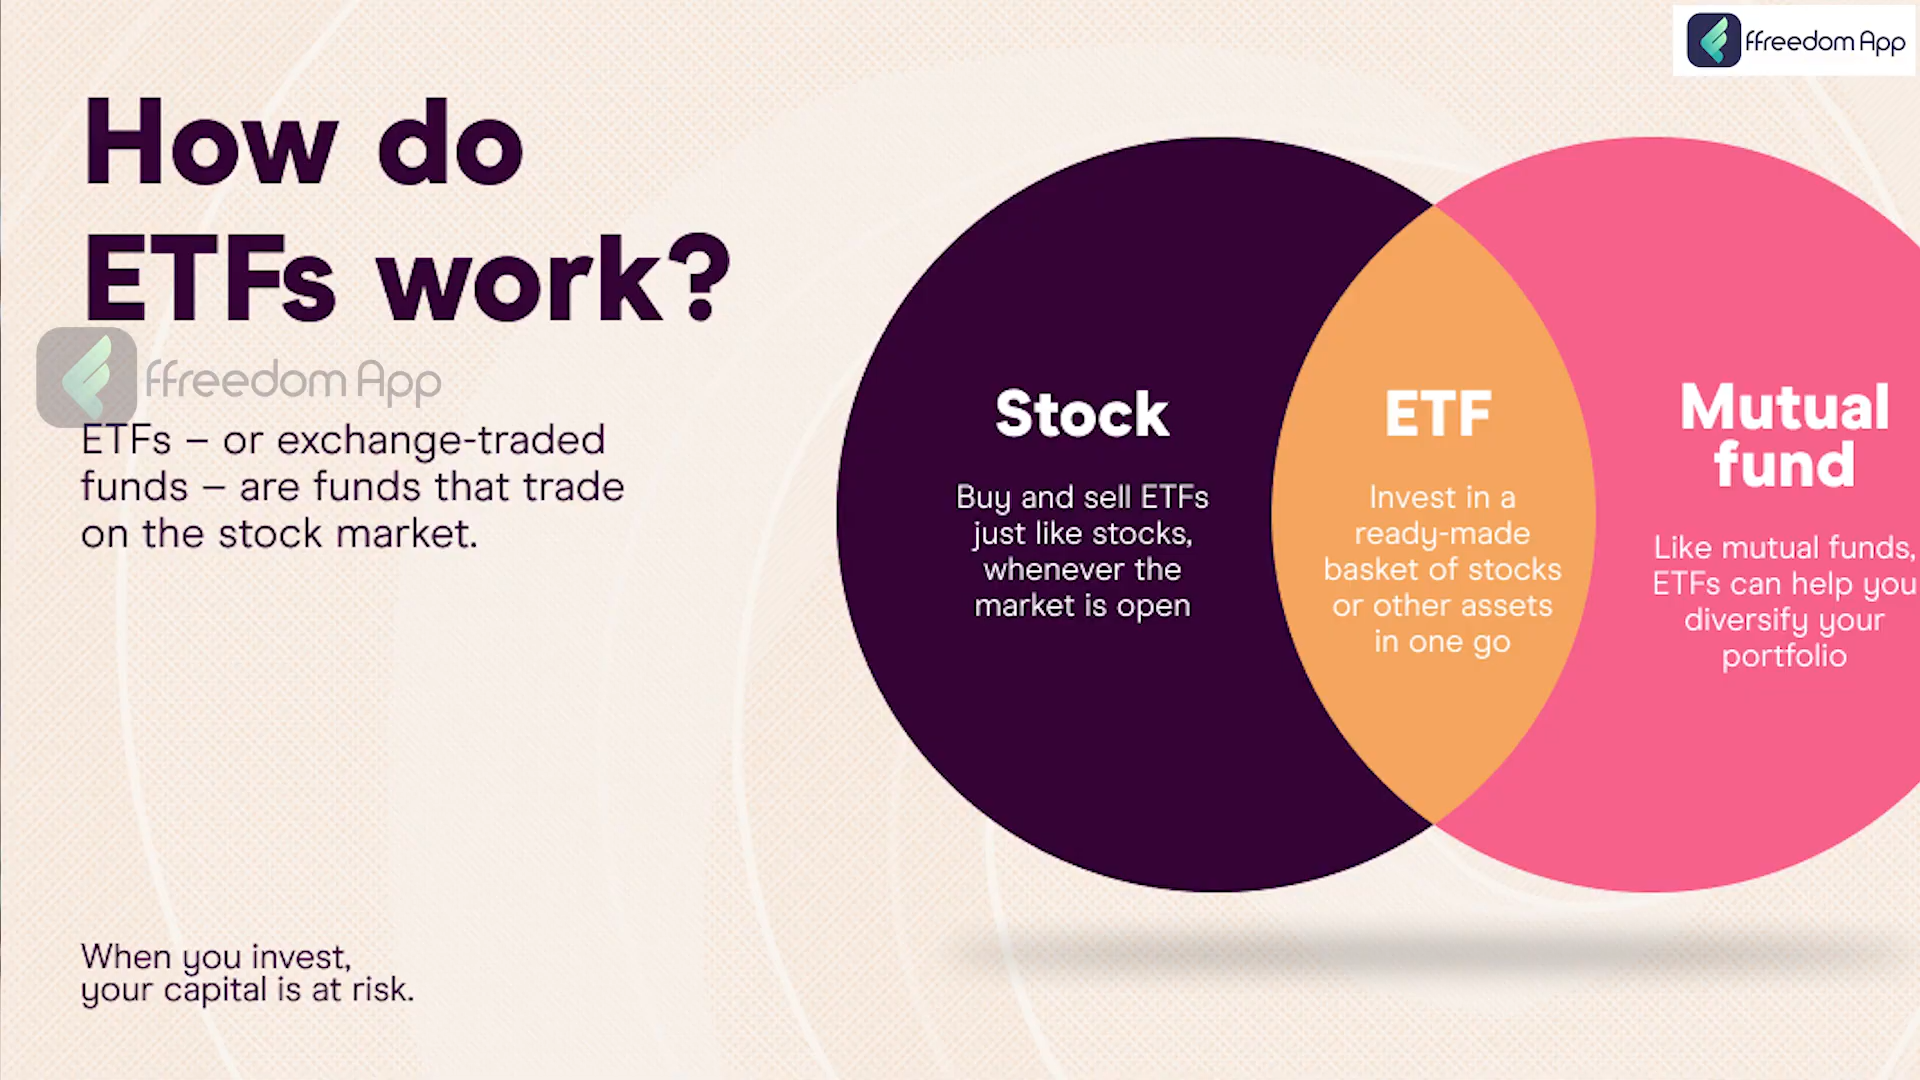 ffreedom App
How do
ETFs work?
ffreedom App
ETFs – or exchange-traded
funds – are funds that trade
on the stock market.
Stock
Buy and sell ETFs
just like stocks,
whenever the
market is open
ETF
Invest in a
ready-made
basket of stocks
or other assets
in one go
Mutual
fund
Like mutual funds,
ETFs can help you
diversify your
portfolio
When you invest,
your capital is at risk.